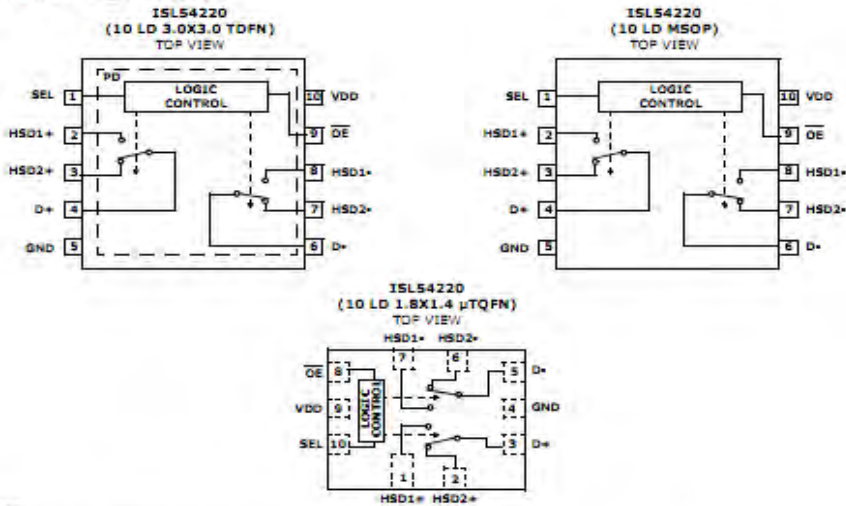 ISL54220
(10 LD 3.0X3.0 TDFN)
TOP VIEW
PD
LOGIC
CONTROL
SEL 1
10 VDD
HSD1+ 2
9 OE
HSD2+ 3
8 HSD1-
D+ 4
7 HSD2-
GND 5
6 D-
ISL54220
(10 LD MSOP)
TOP VIEW
LOGIC
CONTROL
SEL 1
10 VDD
HSD1+ 2
9 OE
HSD2+ 3
8 HSD1-
D+ 4
7 HSD2-
GND 5
6 D-
ISL54220
(10 LD 1.8X1.4 µTQFN)
TOP VIEW
HSD1- HSD2-
7 6
OE 8
5 D-
VDD 9
LOGIC
CONTROL
4 GND
SEL 10
3 D+
1 2
HSD1+ HSD2+